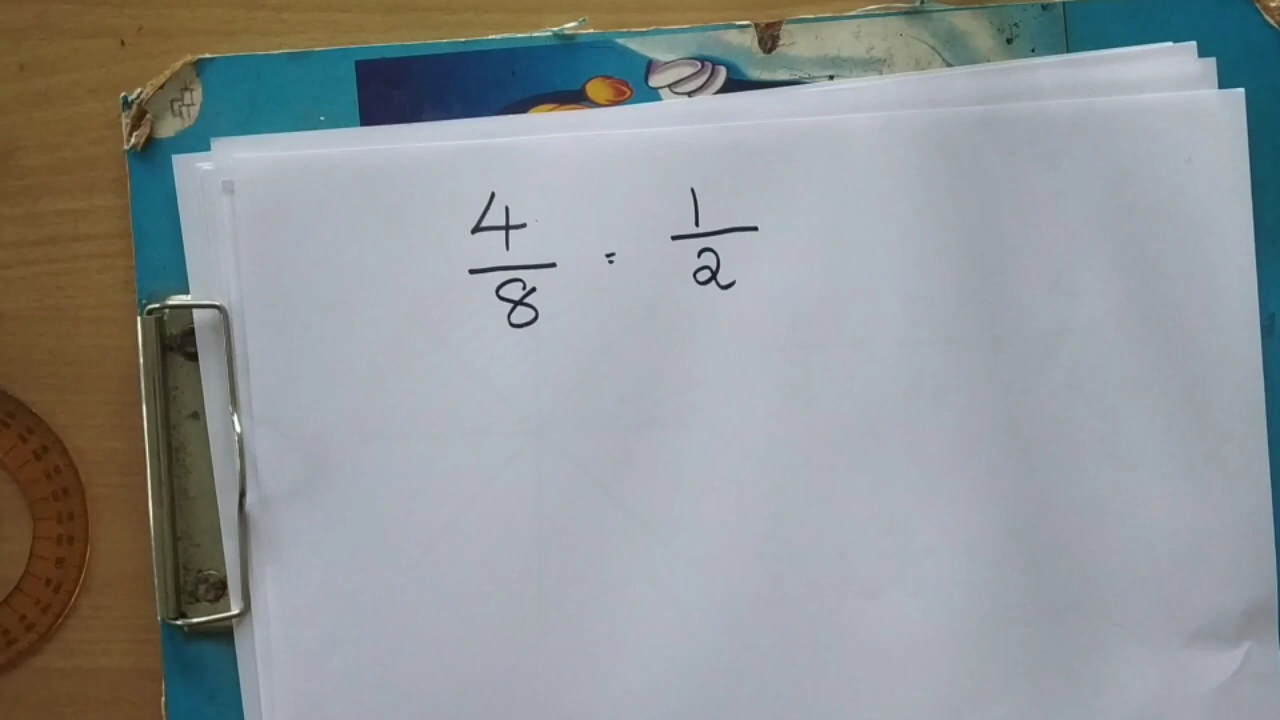 4/8 = 1/2